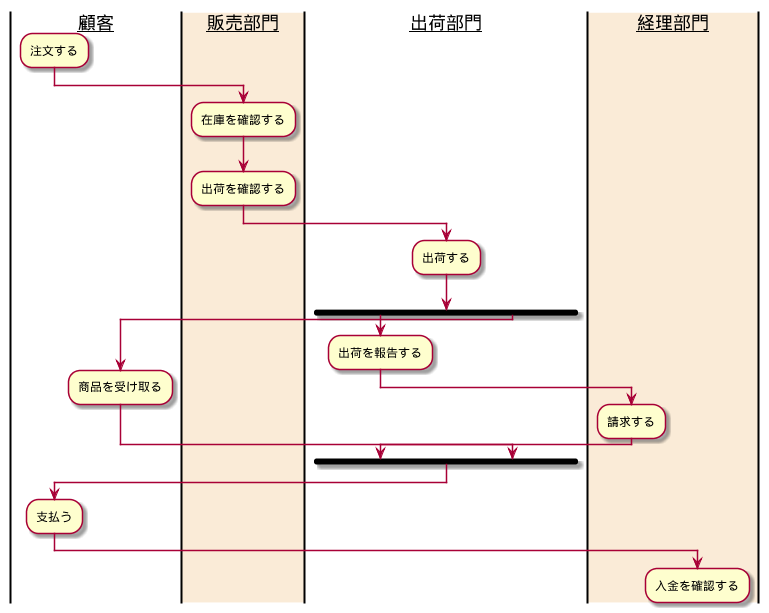 顧客
販売部門
出荷部門
経理部門
注文する
在庫を確認する
出荷を確認する
出荷する
出荷を報告する
商品を受け取る
請求する
支払う
入金を確認する